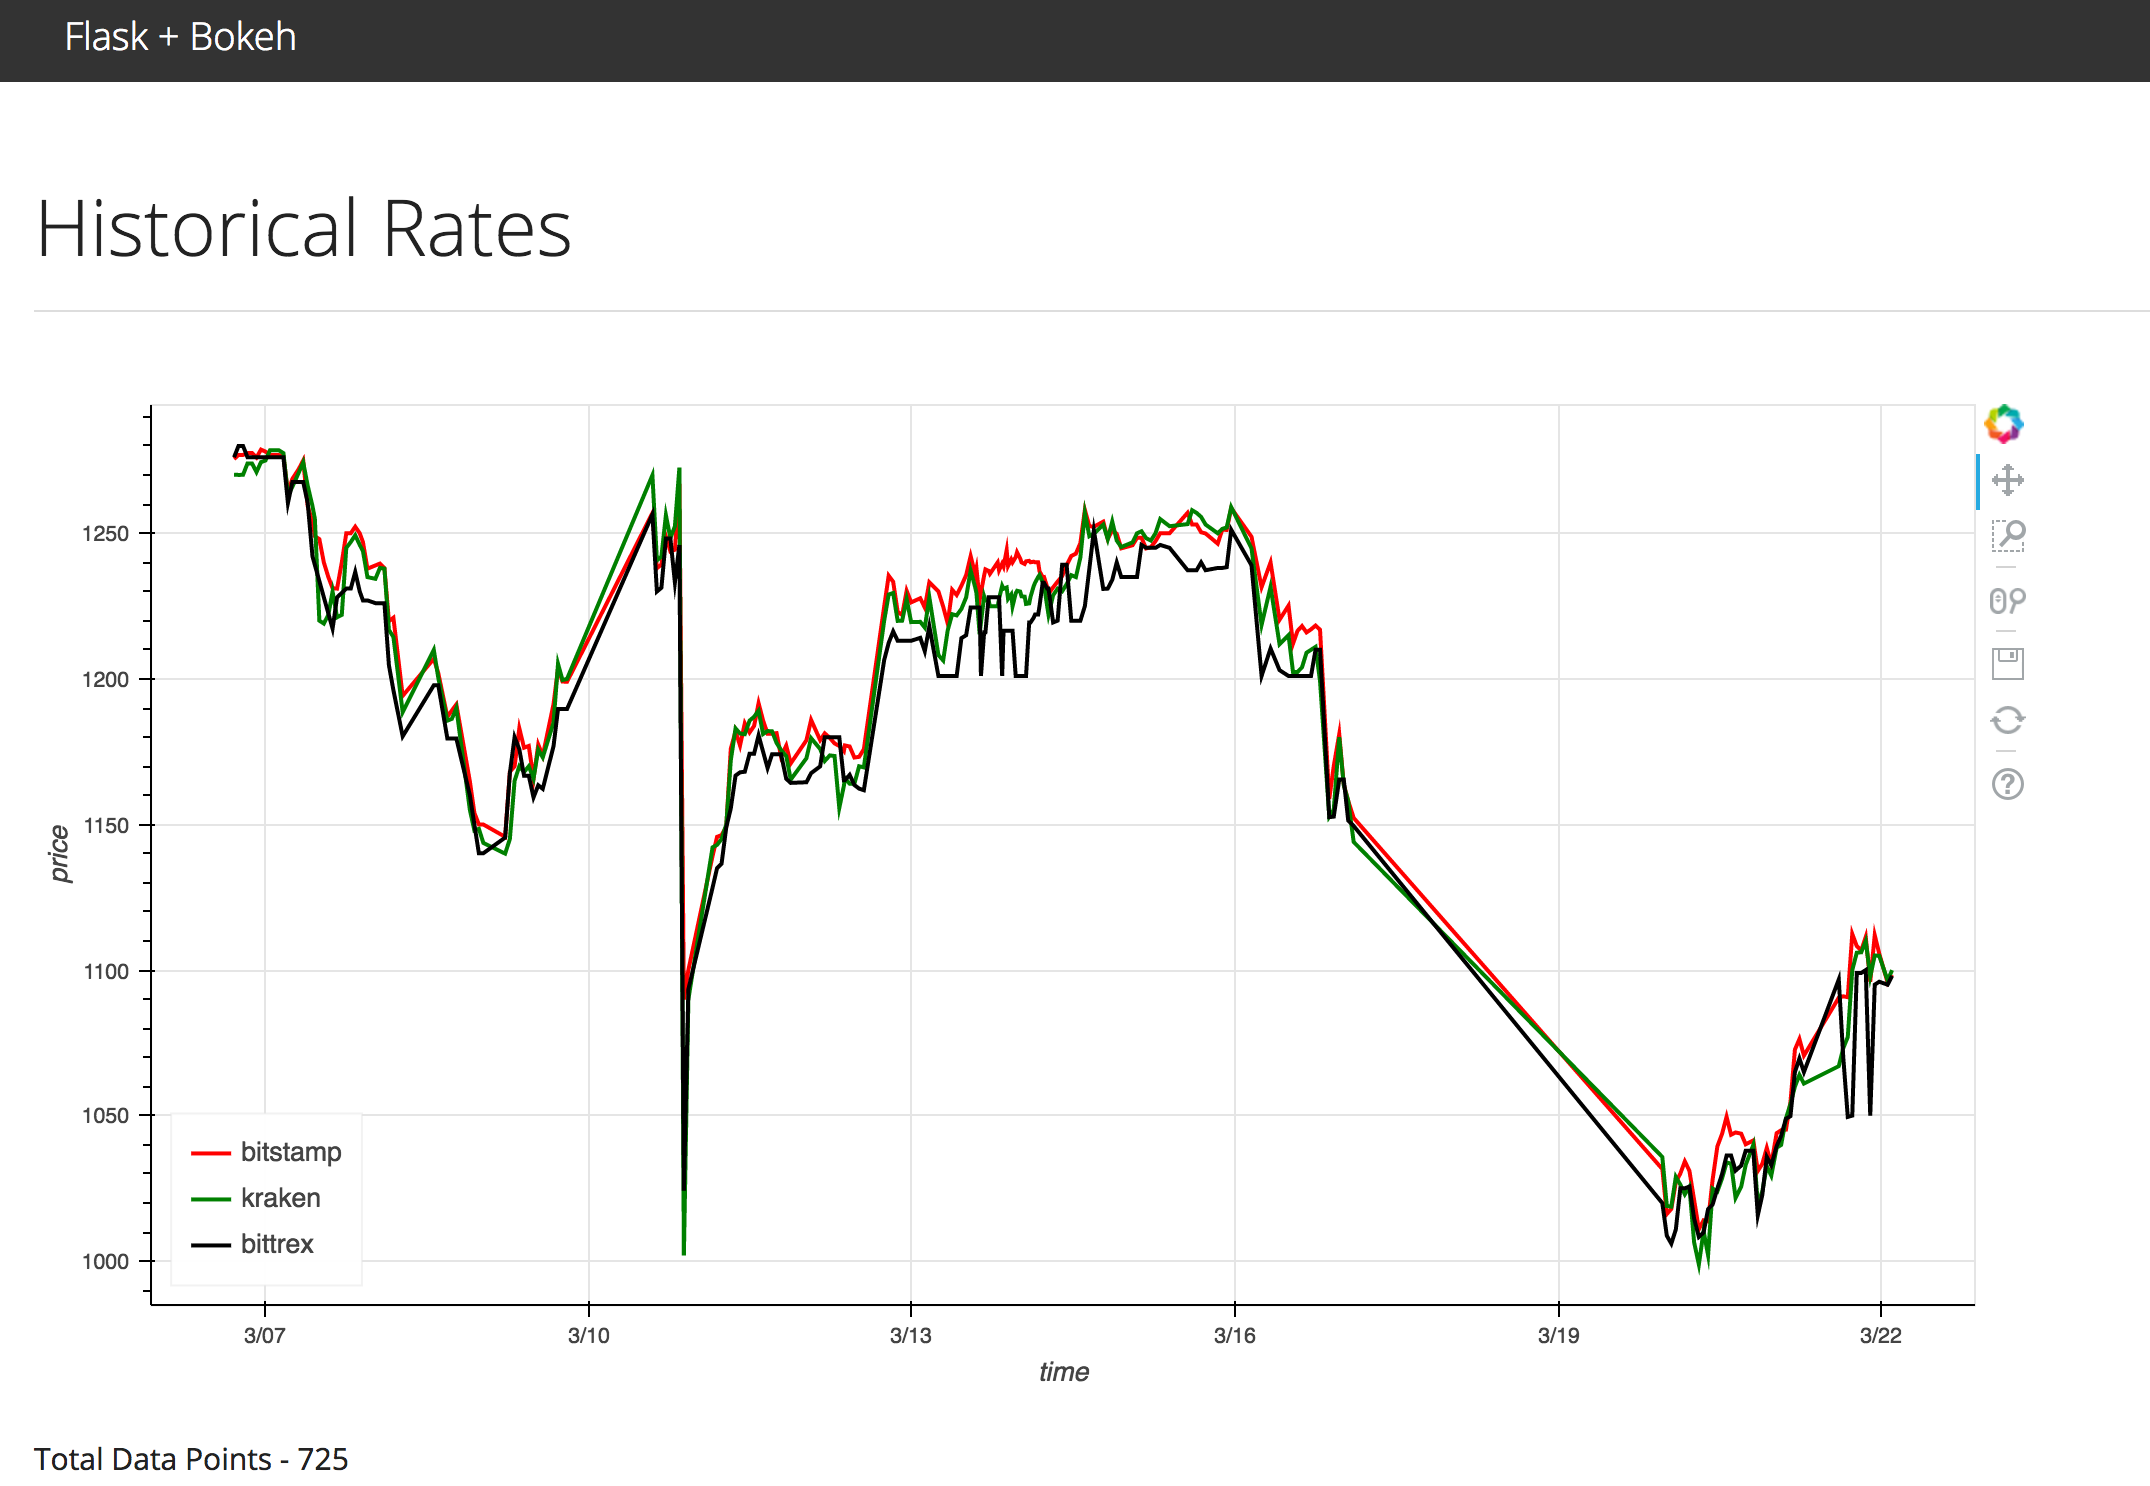 Flask + Bokeh
Historical Rates
price
1250
1200
1150
1100
1050
1000
bitstamp
kraken
bittrex
3/07 3/10 3/13 3/16 3/19 3/22
time
Total Data Points - 725